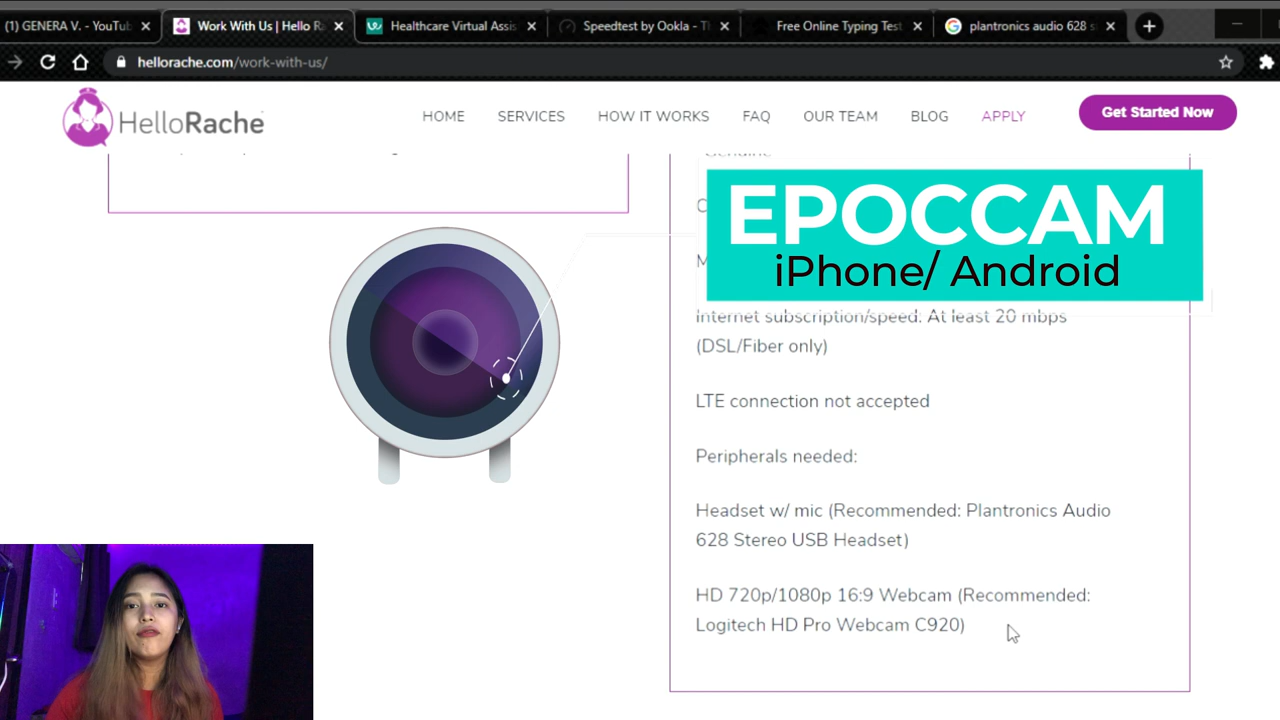 (1) GENERA V. - YouTub
Work With Us | Hello Ra
Healthcare Virtual Assis
Speedtest by Ookla - Th
Free Online Typing Test
plantronics audio 628 s
hellorache.com/work-with-us/
HelloRache
HOME
SERVICES
HOW IT WORKS
FAQ
OUR TEAM
BLOG
APPLY
Get Started Now
Genuine
EPOCCAM
iPhone/ Android
Internet subscription/speed: At least 20 mbps
(DSL/Fiber only)
LTE connection not accepted
Peripherals needed:
Headset w/ mic (Recommended: Plantronics Audio
628 Stereo USB Headset)
HD 720p/1080p 16:9 Webcam (Recommended:
Logitech HD Pro Webcam C920)